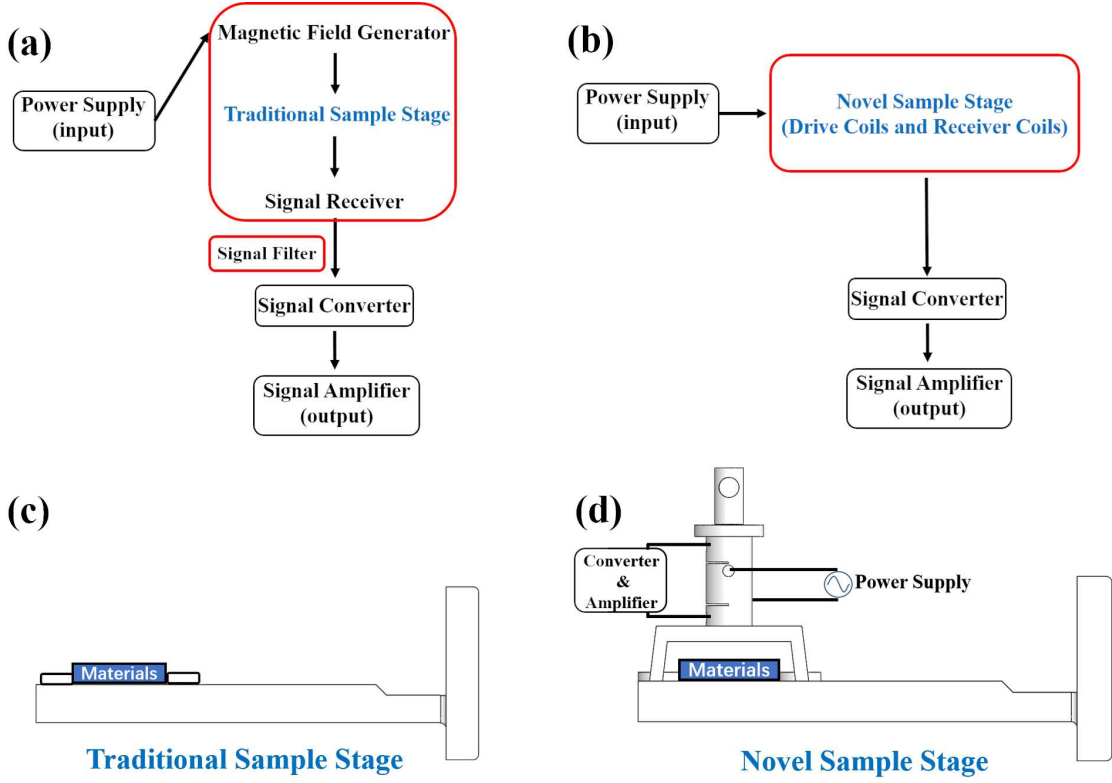 (a)
Magnetic Field Generator
Power Supply
(input)
Traditional Sample Stage
Signal Receiver
Signal Filter
Signal Converter
Signal Amplifier
(output)
(b)
Power Supply
(input)
Novel Sample Stage
(Drive Coils and Receiver Coils)
Signal Converter
Signal Amplifier
(output)
(c)
Materials
Traditional Sample Stage
(d)
Converter
&
Amplifier
Power Supply
Materials
Novel Sample Stage